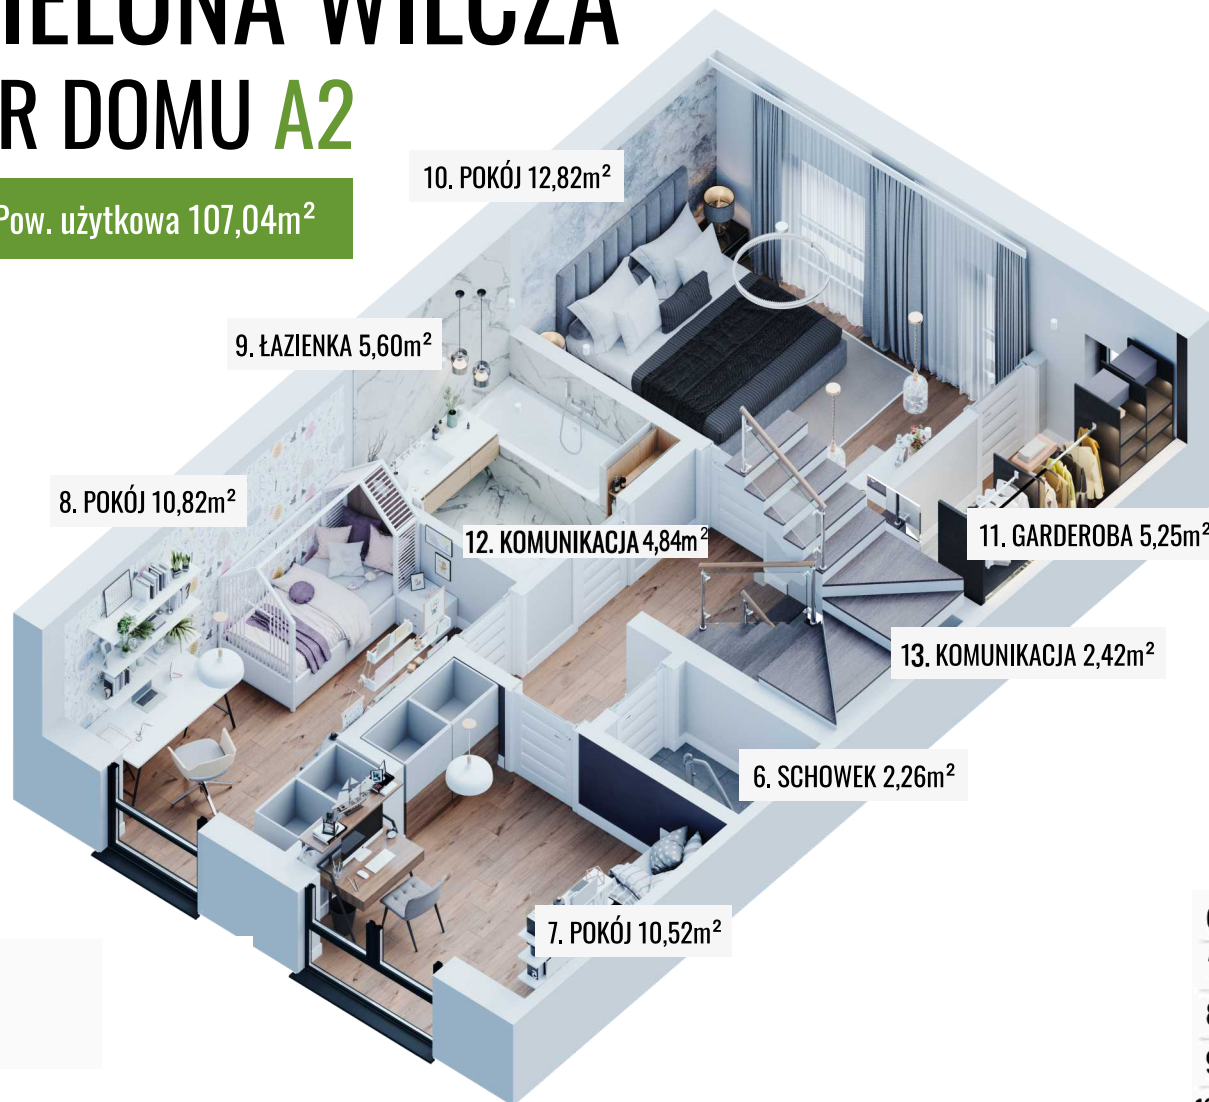 IELONA WILCZA
R DOMU A2
Pow. użytkowa 107,04m²
10. POKÓJ 12,82m²
9. ŁAZIENKA 5,60m²
8. POKÓJ 10,82m²
12. KOMUNIKACJA 4,84m²
11. GARDEROBA 5,25m²
13. KOMUNIKACJA 2,42m²
6. SCHOWEK 2,26m²
7. POKÓJ 10,52m²